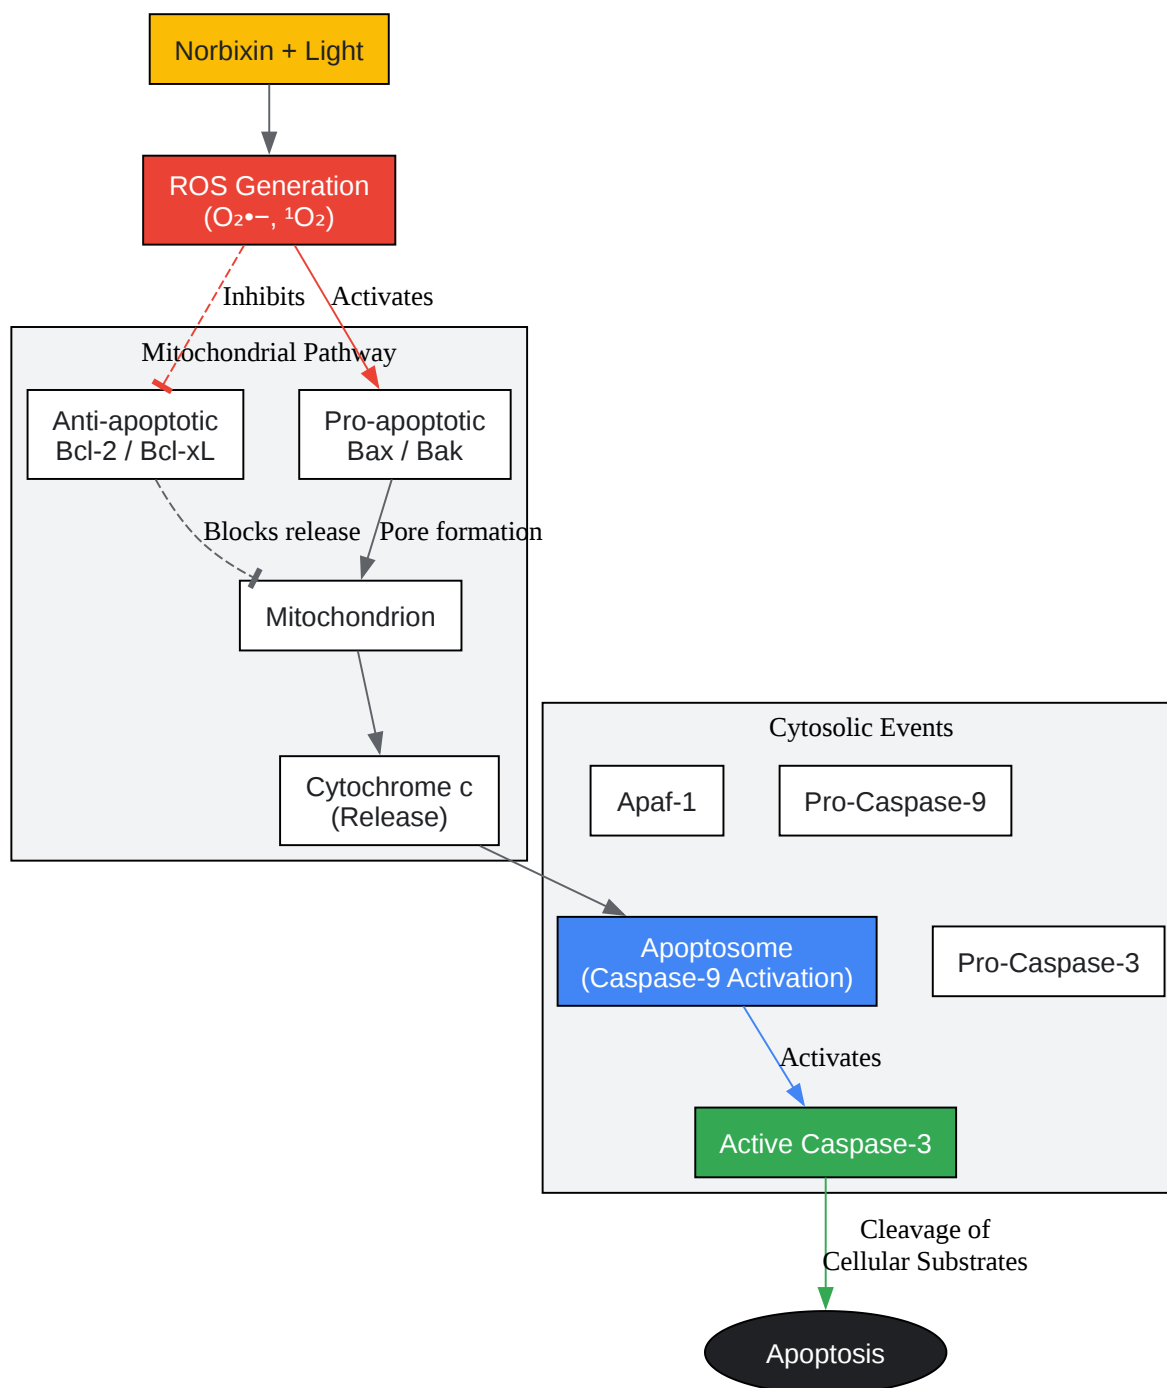 Norbixin + Light
ROS Generation
(O₂•−, ¹O₂)
Inhibits
Activates
Mitochondrial Pathway
Anti-apoptotic
Bcl-2 / Bcl-xL
Pro-apoptotic
Bax / Bak
Blocks release
Pore formation
Mitochondrion
Cytochrome c
(Release)
Cytosolic Events
Apaf-1
Pro-Caspase-9
Apoptosome
(Caspase-9 Activation)
Pro-Caspase-3
Activates
Active Caspase-3
Cleavage of
Cellular Substrates
Apoptosis